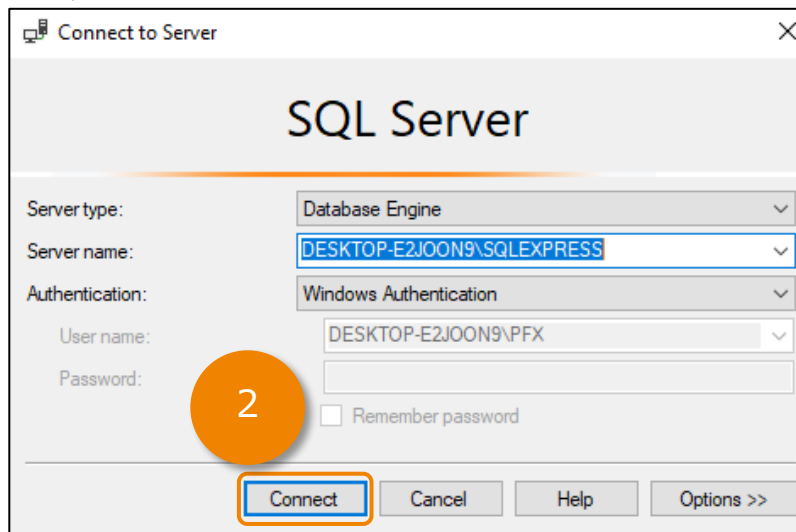 Connect to Server
SQL Server
Server type: Database Engine
Server name: DESKTOP-E2JOON9\SQLEXPRESS
Authentication: Windows Authentication
User name: DESKTOP-E2JOON9\PFX
Password:
2
Remember password
Connect Cancel Help Options >>